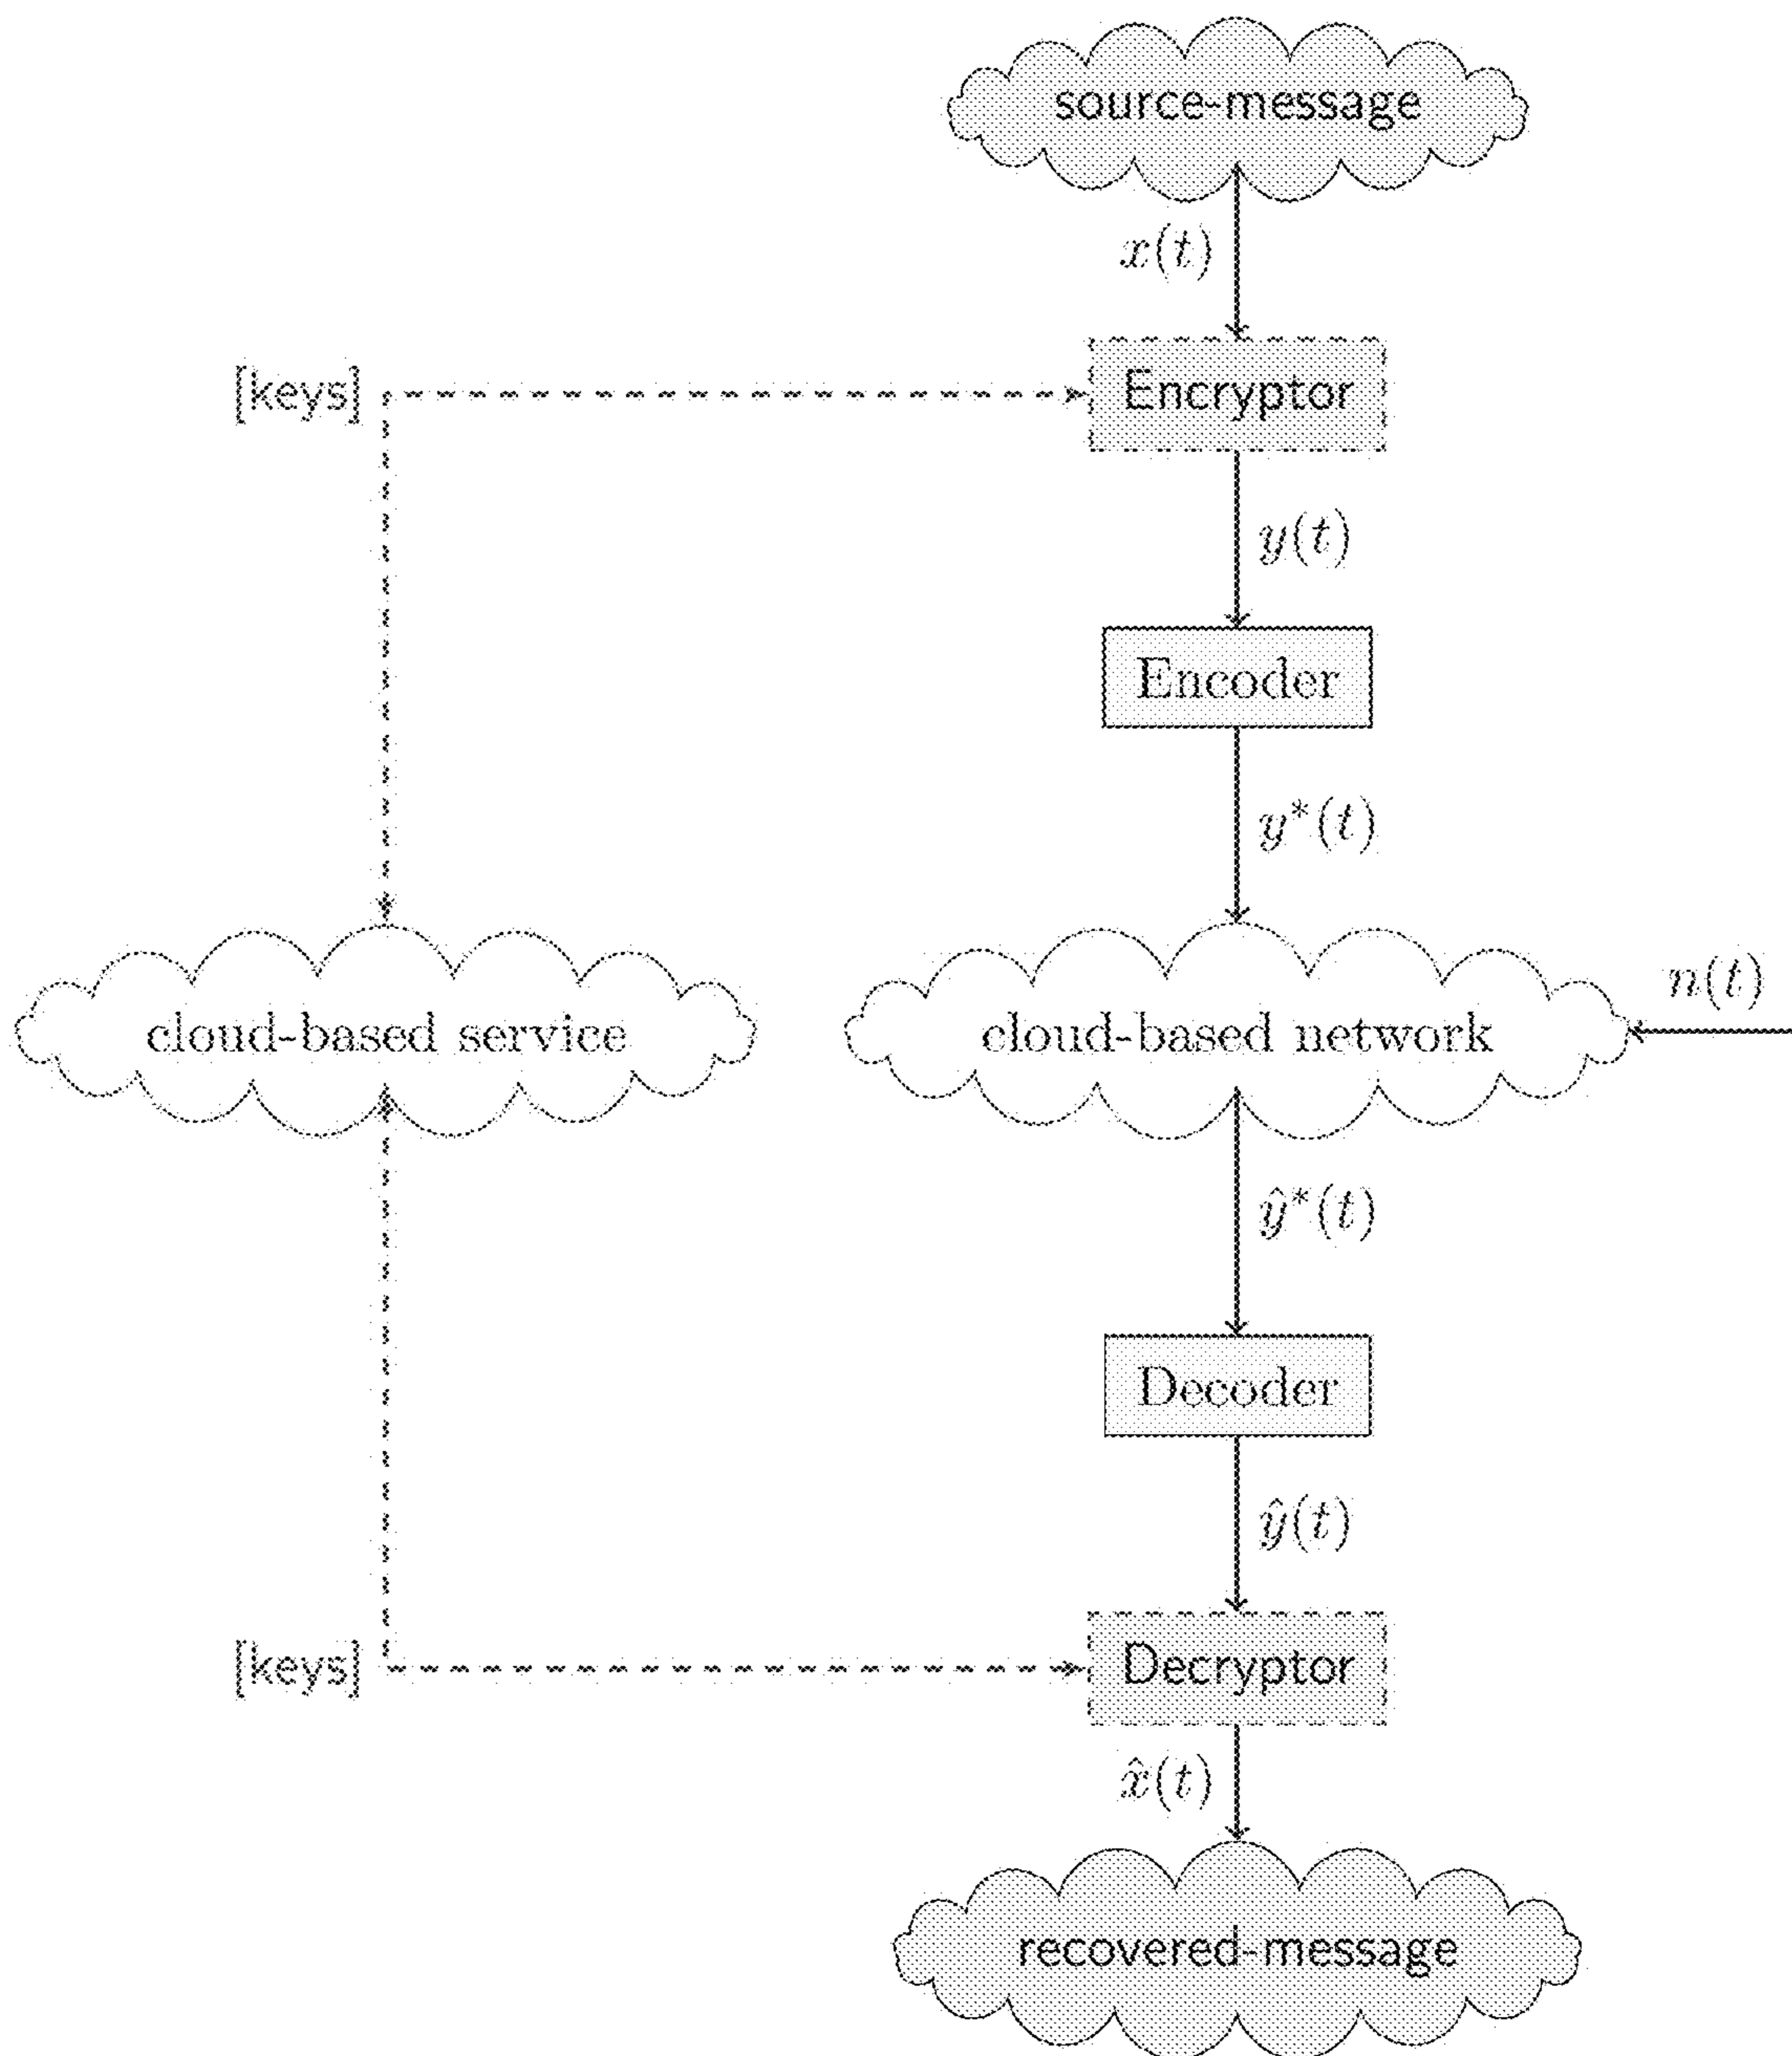 source-message
x(t)
[keys]
Encryptor
y(t)
Encoder
y*(t)
n(t)
cloud-based service
cloud-based network
ŷ*(t)
Decoder
ŷ(t)
[keys]
Decryptor
x̂(t)
recovered-message